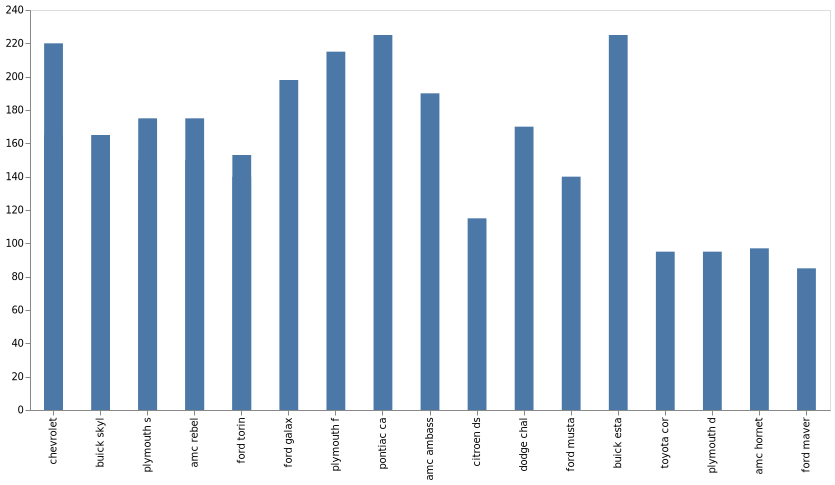 240
220
200
180
160
140
120
100
80
60
40
20
0
chevrolet
buick skyl
plymouth s
amc rebel
ford torin
ford galax
plymouth f
pontiac ca
amc ambass
citroen ds
dodge chal
ford musta
buick esta
toyota cor
plymouth d
amc hornet
ford maver